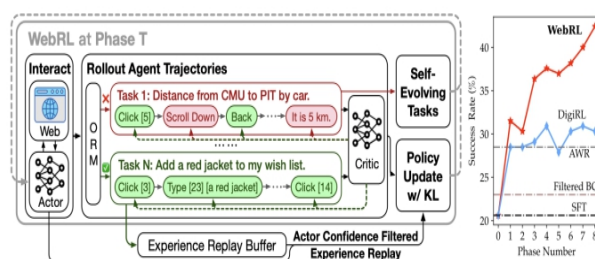 WebRL at Phase T
Interact
Web
Actor
Rollout Agent Trajectories
ORM
Task 1: Distance from CMU to PIT by car.
Click [5]
Scroll Down
Back
It is 5 km.
Task N: Add a red jacket to my wish list.
Click [3]
Type [23] [a red jacket]
Click [14]
Critic
Self-
Evolving
Tasks
Policy
Update
w/ KL
Experience Replay Buffer
Actor Confidence Filtered
Experience Replay
Success Rate (%)
40
35
30
25
20
WebRL
DigiRL
AWR
Filtered BC
SFT
0 1 2 3 4 5 6 7 8
Phase Number